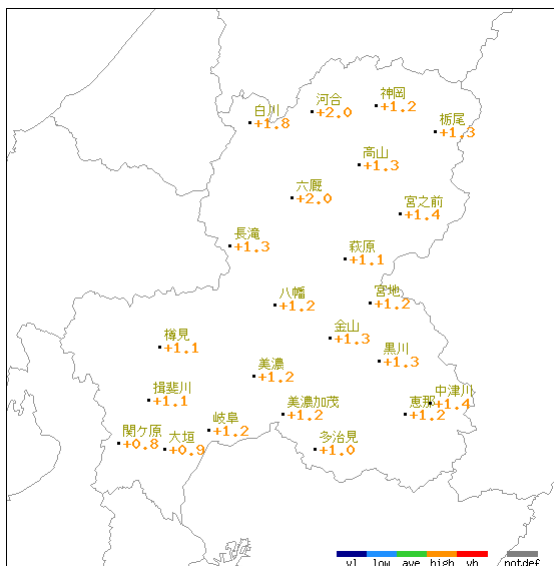 神岡
+1.2
河合
+2.0
白川
+1.8
栃尾
+1.3
高山
+1.3
六厩
+2.0
宮之前
+1.4
長滝
+1.3
萩原
+1.1
八幡
+1.2
宮地
+1.2
金山
+1.3
樽見
+1.1
黒川
+1.3
美濃
+1.2
揖斐川
+1.1
中津川
+1.4
美濃加茂
+1.2
恵那
+1.2
岐阜
+1.2
関ケ原
+0.8
大垣
+0.9
多治見
+1.0
vl low ave high vh notdef